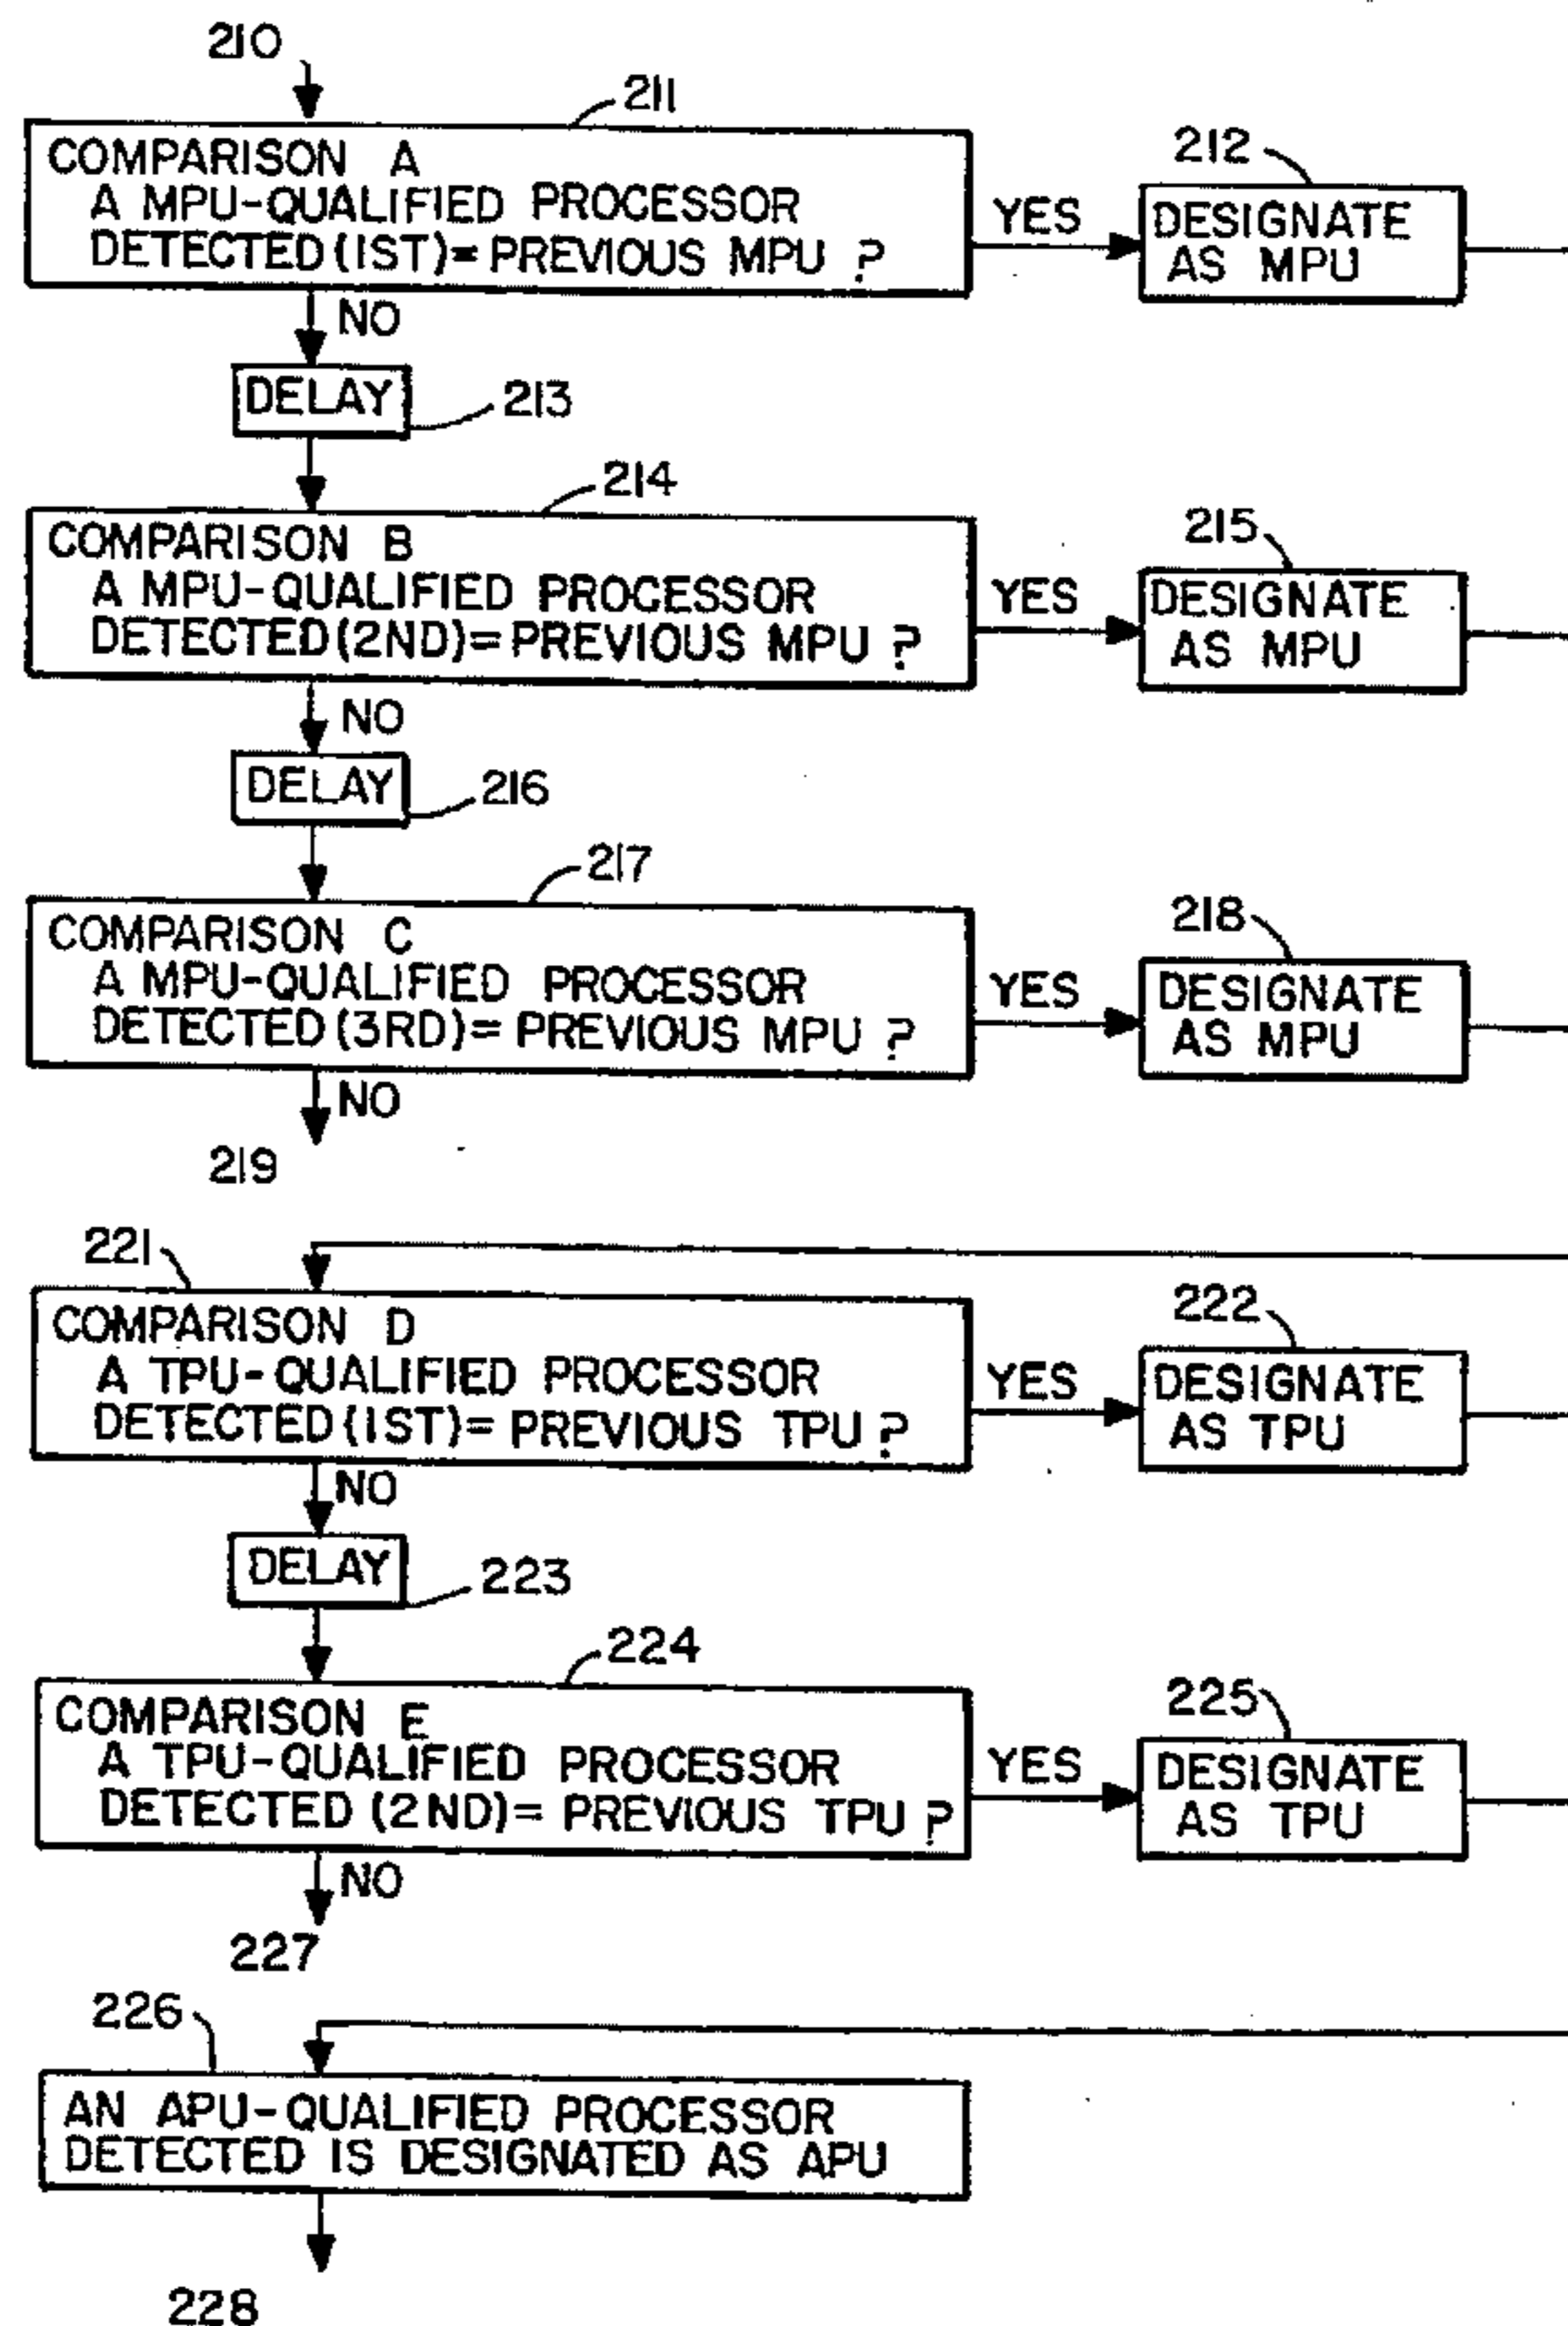 210
211
COMPARISON A
A MPU-QUALIFIED PROCESSOR
DETECTED(1ST)=PREVIOUS MPU ?
YES
212
DESIGNATE
AS MPU
NO
DELAY
213
214
COMPARISON B
A MPU-QUALIFIED PROCESSOR
DETECTED(2ND)=PREVIOUS MPU ?
YES
215
DESIGNATE
AS MPU
NO
DELAY
216
217
COMPARISON C
A MPU-QUALIFIED PROCESSOR
DETECTED(3RD)=PREVIOUS MPU ?
YES
218
DESIGNATE
AS MPU
NO
219
221
COMPARISON D
A TPU-QUALIFIED PROCESSOR
DETECTED(1ST)=PREVIOUS TPU ?
YES
222
DESIGNATE
AS TPU
NO
DELAY
223
224
COMPARISON E
A TPU-QUALIFIED PROCESSOR
DETECTED (2ND)=PREVIOUS TPU ?
YES
225
DESIGNATE
AS TPU
NO
227
226
AN APU-QUALIFIED PROCESSOR
DETECTED IS DESIGNATED AS APU
228